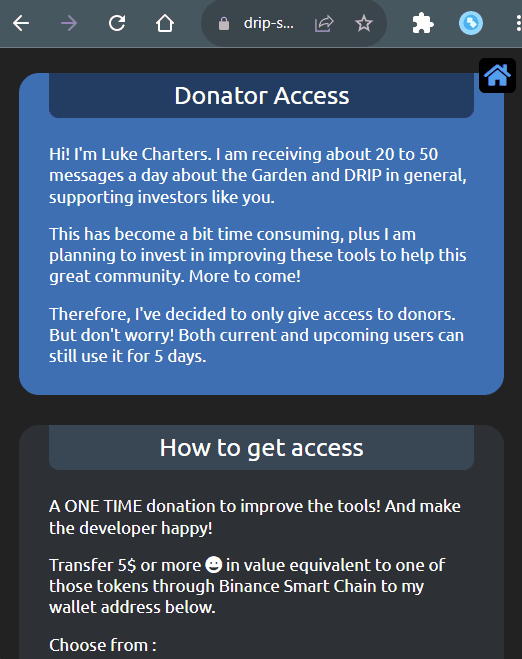 drip-s...
Donator Access
Hi! I'm Luke Charters. I am receiving about 20 to 50
messages a day about the Garden and DRIP in general,
supporting investors like you.
This has become a bit time consuming, plus I am
planning to invest in improving these tools to help this
great community. More to come!
Therefore, I've decided to only give access to donors.
But don't worry! Both current and upcoming users can
still use it for 5 days.
How to get access
A ONE TIME donation to improve the tools! And make
the developer happy!
Transfer 5$ or more 😀 in value equivalent to one of
those tokens through Binance Smart Chain to my
wallet address below.
Choose from :